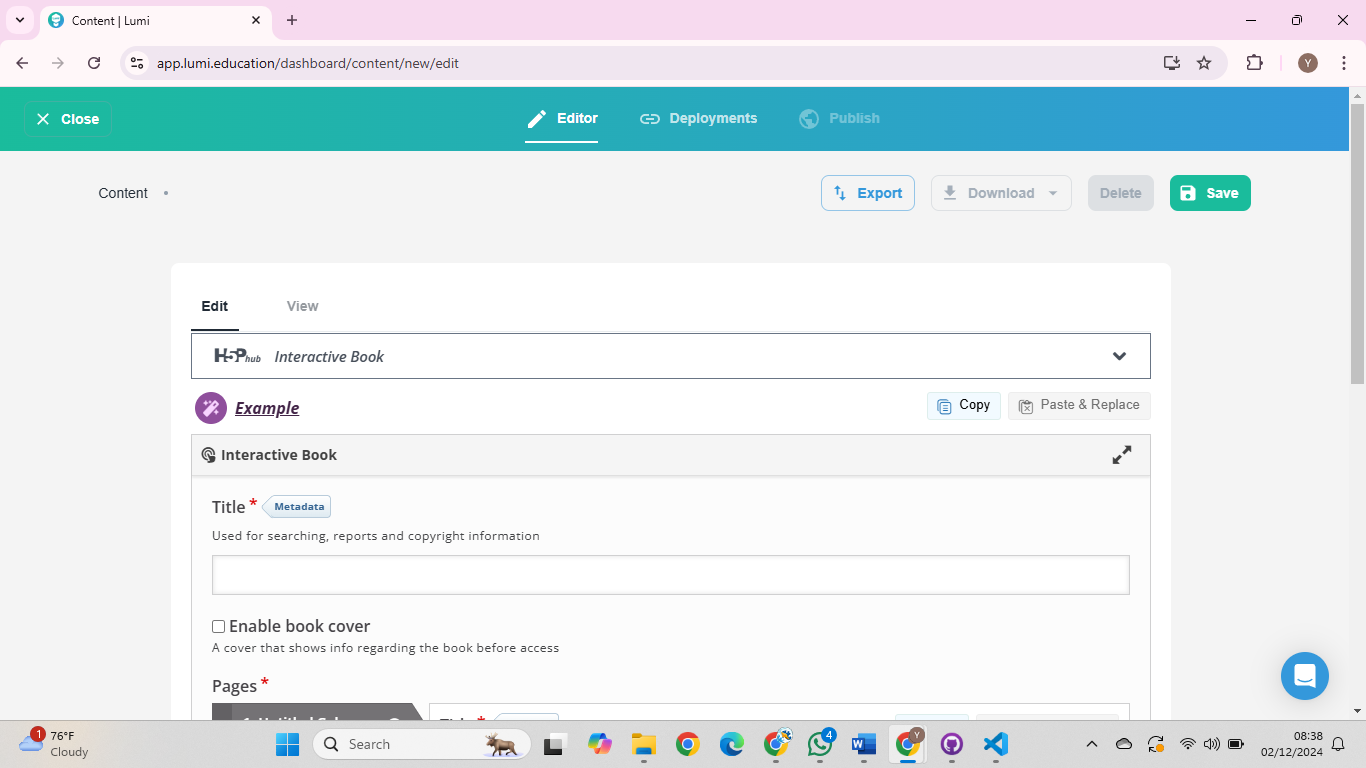 Content | Lumi
app.lumi.education/dashboard/content/new/edit
Y
Close
Editor
Deployments
Publish
Content •
Export
Download
Delete
Save
Edit
View
H5P hub Interactive Book
Example
Copy
Paste & Replace
Interactive Book
Title *
Metadata
Used for searching, reports and copyright information
Enable book cover
A cover that shows info regarding the book before access
Pages *
1
76°F
Cloudy
Search
4
Y
08:38
02/12/2024